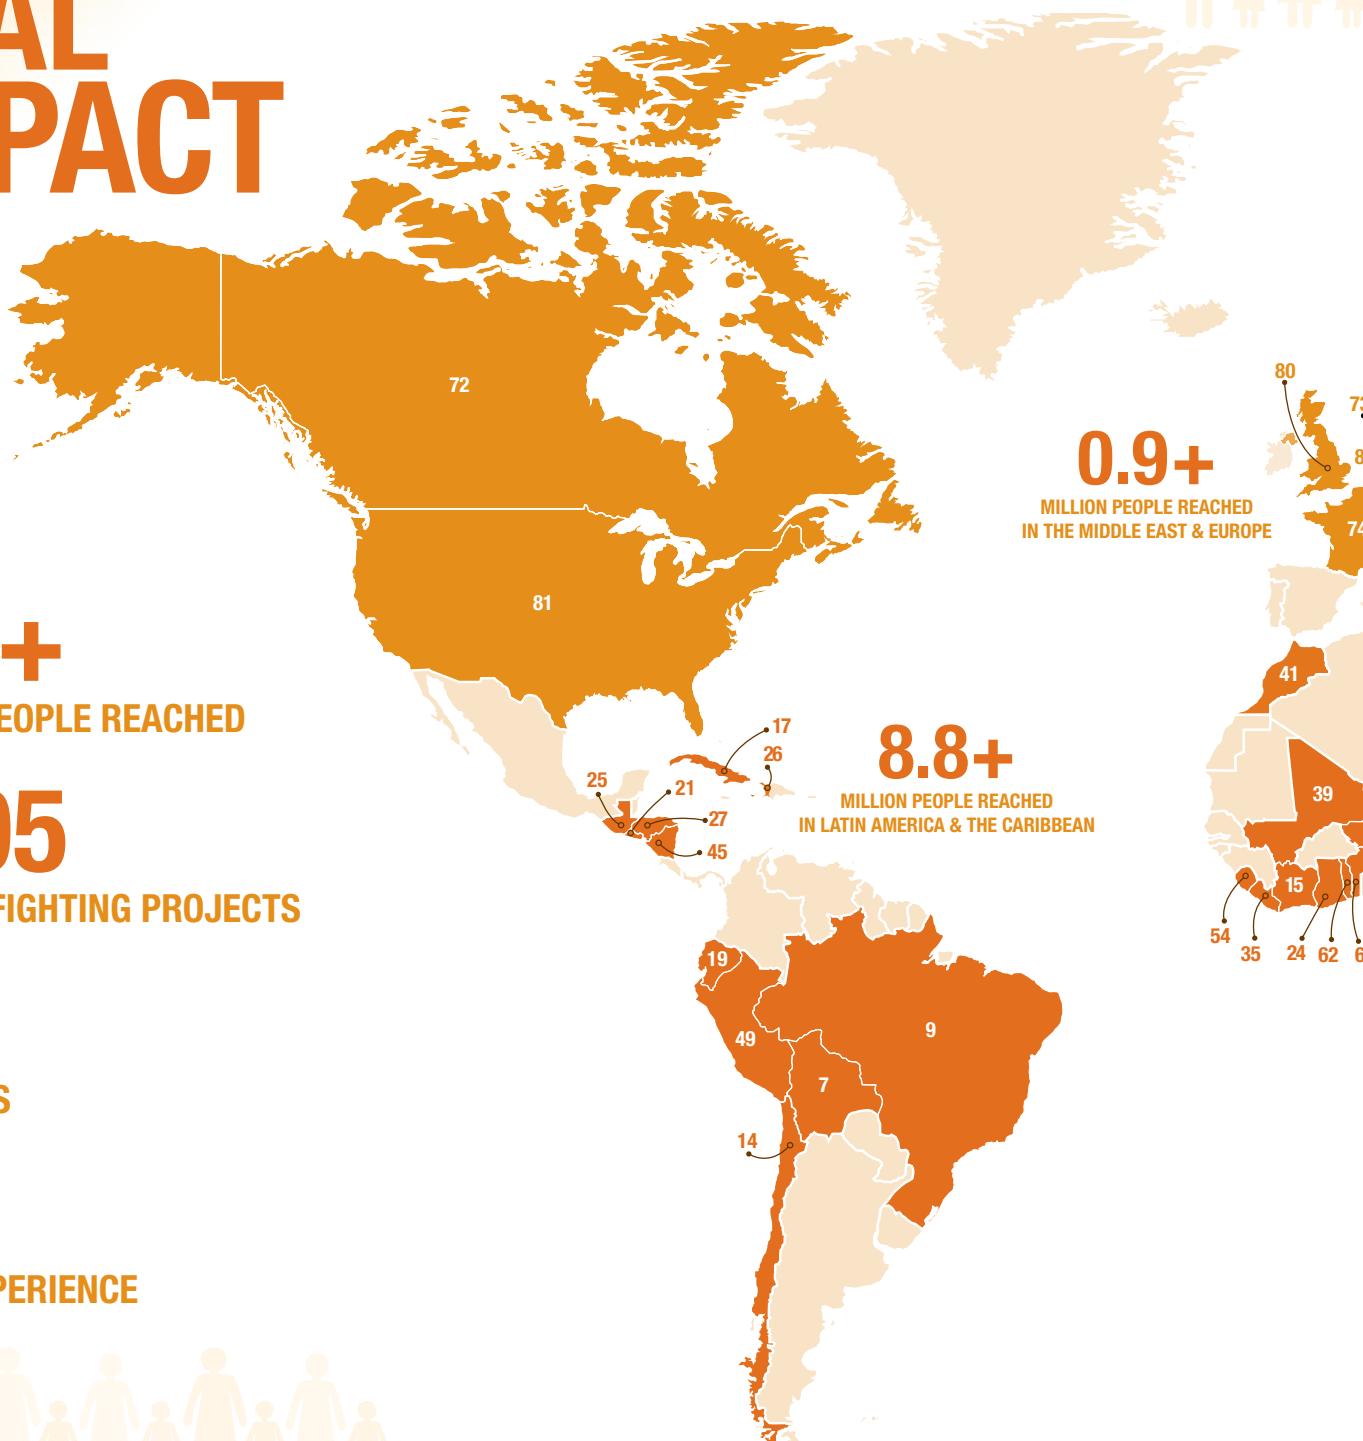 AL
PACT
72
80
0.9+
MILLION PEOPLE REACHED
IN THE MIDDLE EAST & EUROPE
74
81
+
EOPLE REACHED
41
17
26
8.8+
25
21
MILLION PEOPLE REACHED
IN LATIN AMERICA & THE CARIBBEAN
39
27
45
05
FIGHTING PROJECTS
15
54
35
24
62
19
49
9
7
S
14
PERIENCE